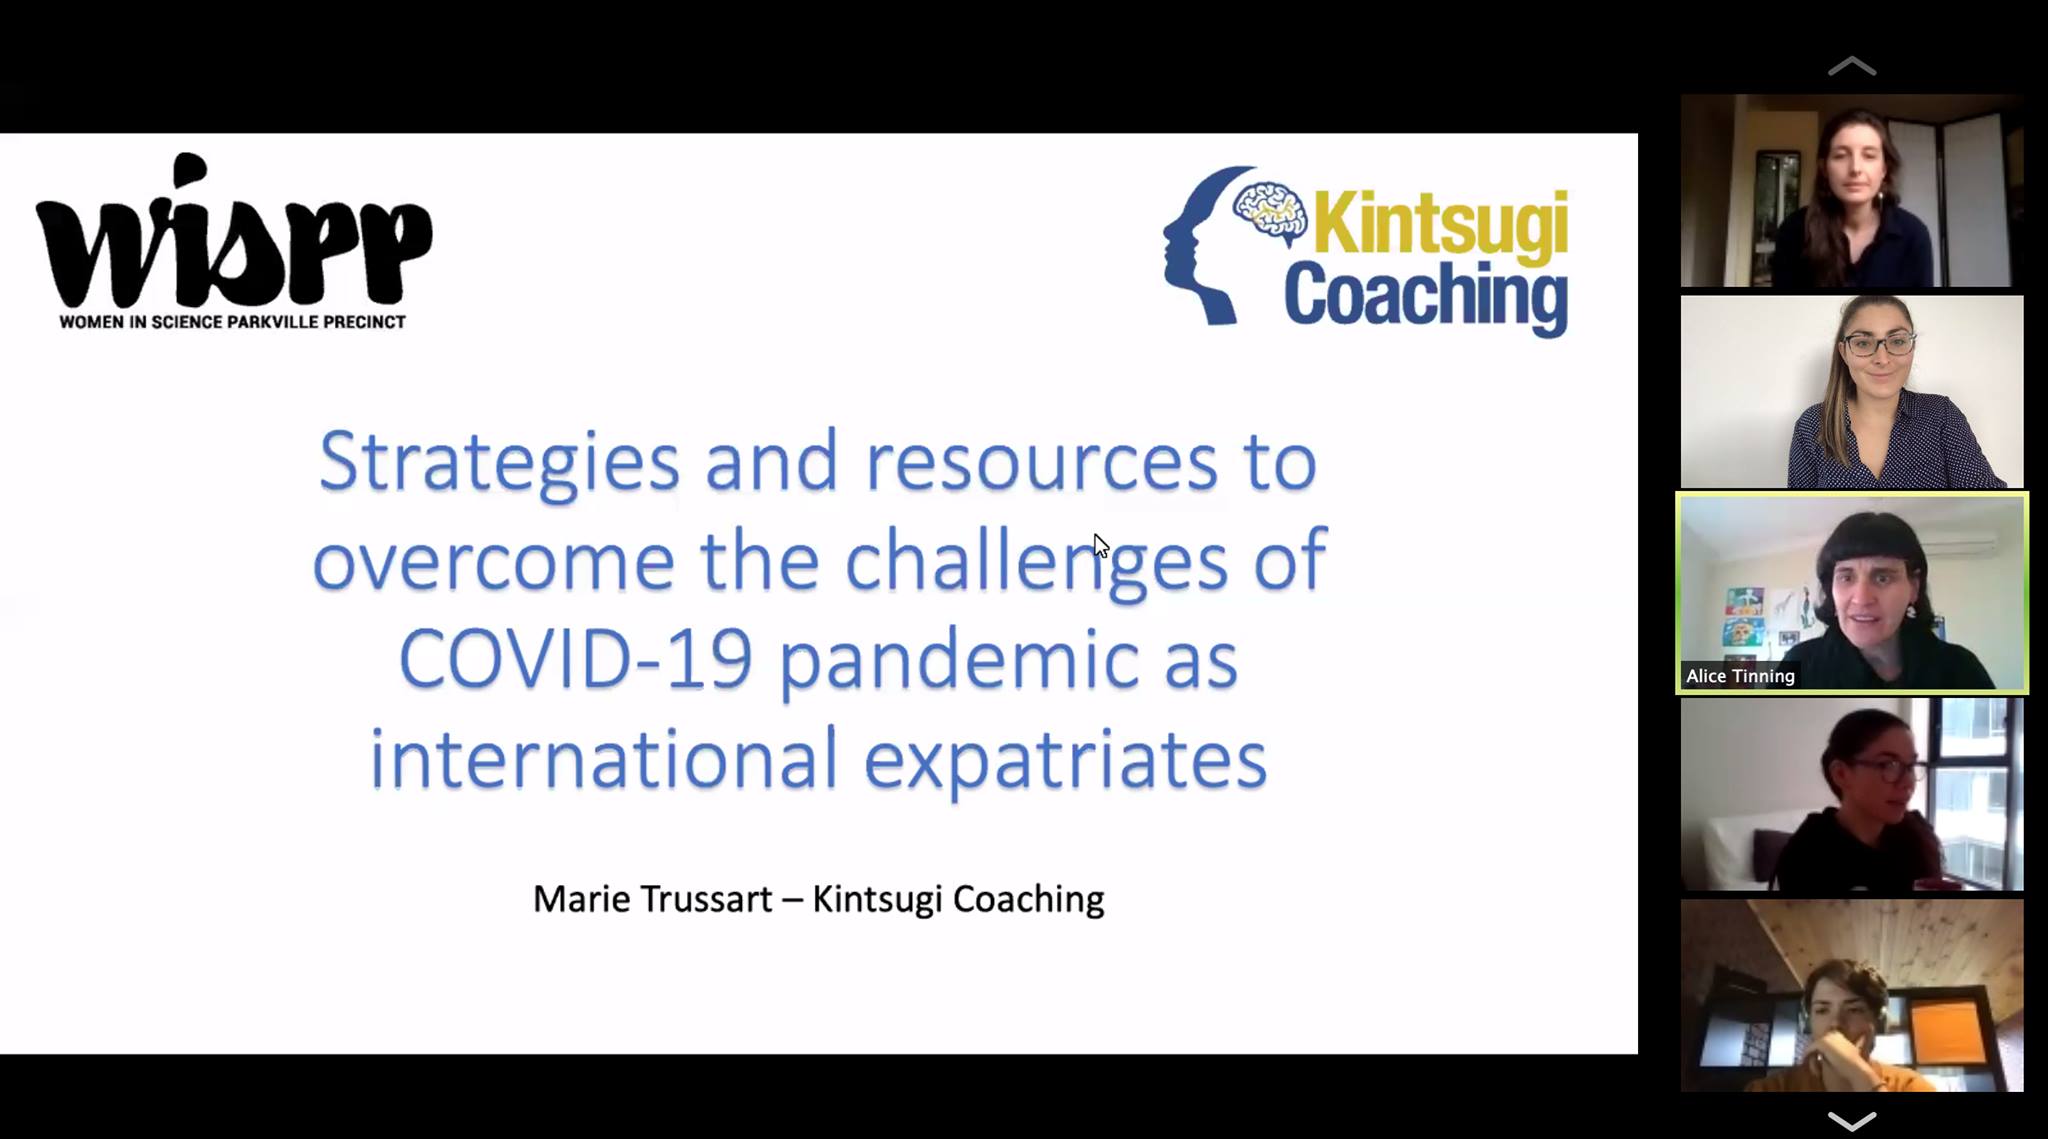 wispp
WOMEN IN SCIENCE PARKVILLE PRECINCT
Kintsugi
Coaching
Strategies and resources to
overcome the challenges of
COVID-19 pandemic as
international expatriates
Marie Trussart – Kintsugi Coaching
Alice Tinning